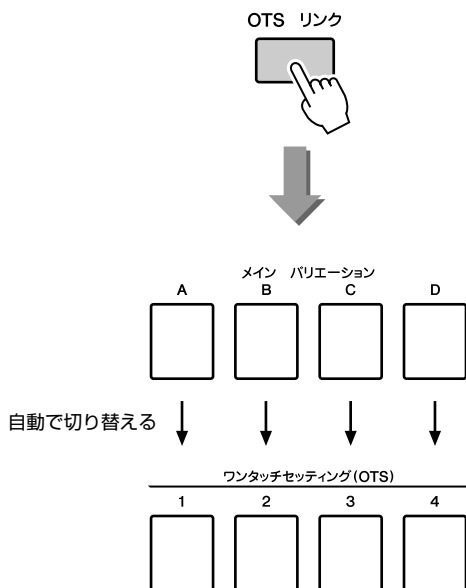 OTS リンク
メイン バリエーション
A B C D
自動で切り替える
ワンタッチセッティング(OTS)
1 2 3 4